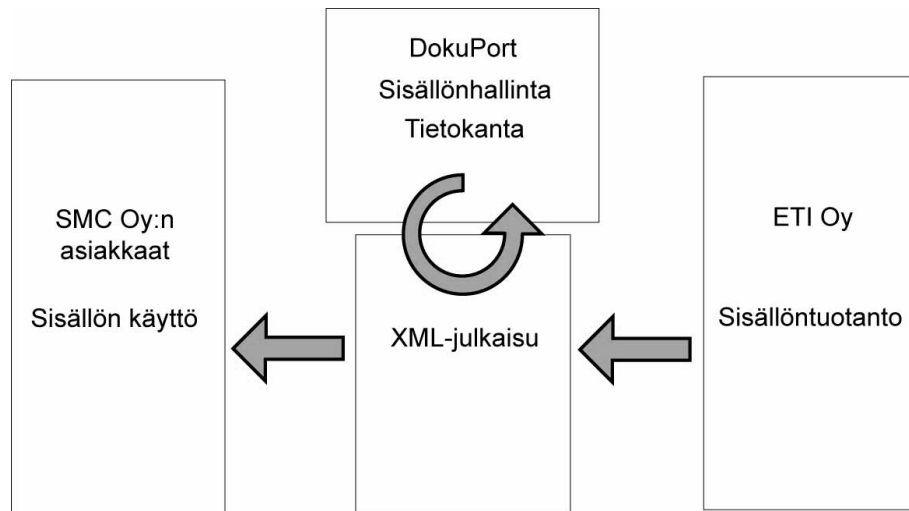 DokuPort
Sisällönhallinta
Tietokanta
SMC Oy:n
asiakkaat
Sisällön käyttö
XML-julkaisu
ETI Oy
Sisällöntuotanto